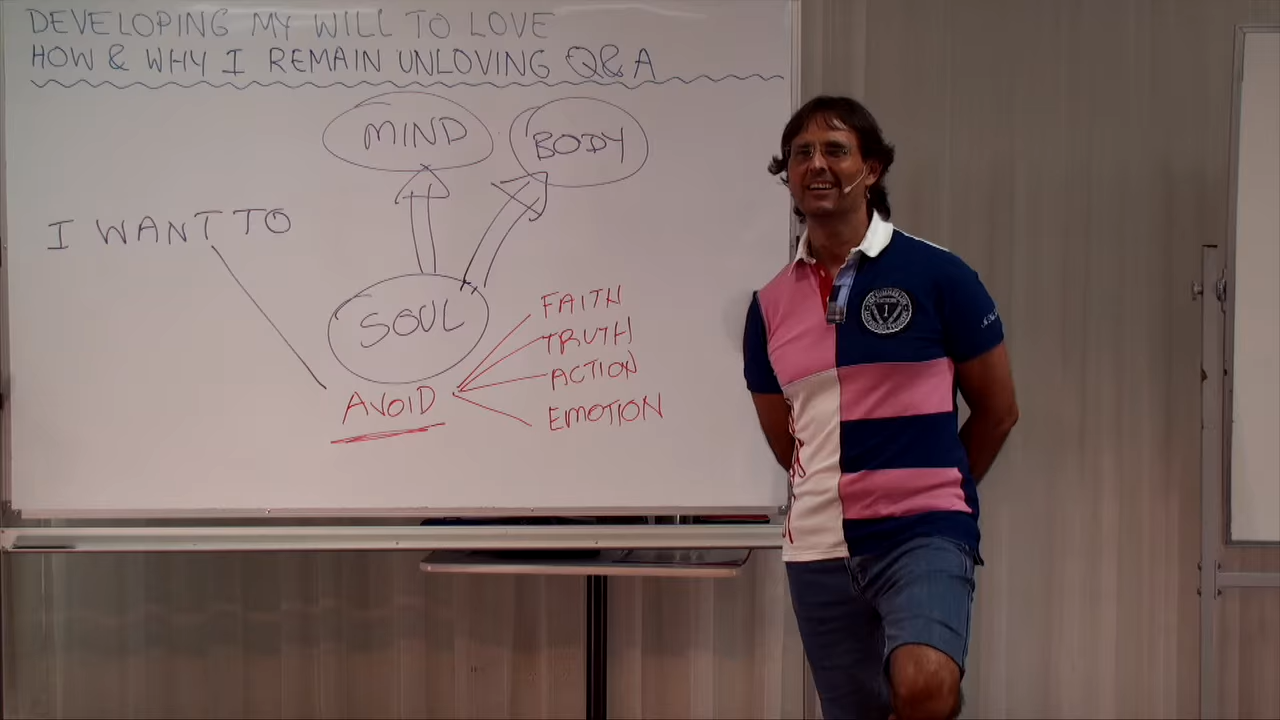 DEVELOPING MY WILL TO LOVE
HOW & WHY I REMAIN UNLOVING Q&A
MIND
BODY
I WANT TO
SOUL
FAITH
TRUTH
ACTION
EMOTION
AVOID